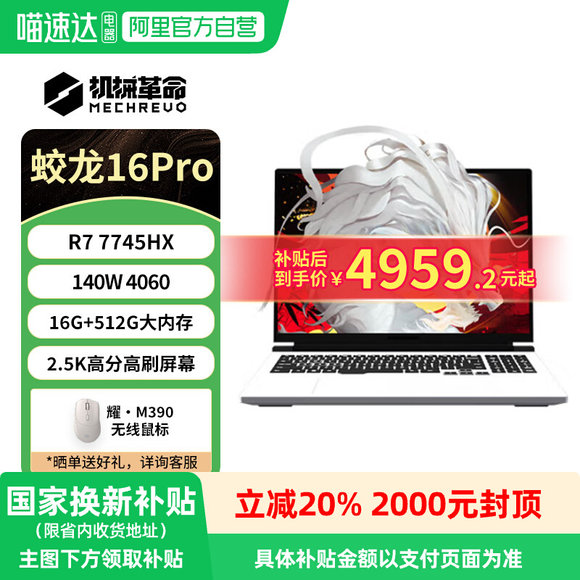 喵速达电器 阿里官方自营
机械革命
MECHREVO
蛟龙16Pro
R7 7745HX
140W 4060
16G+512G大内存
2.5K高分高刷屏幕
耀·M390
无线鼠标
*晒单送好礼，详询客服
补贴后
到手价¥4959.2元起
国家换新补贴
(限省内收货地址)
主图下方领取补贴
立减20% 2000元封顶
具体补贴金额以支付页面为准